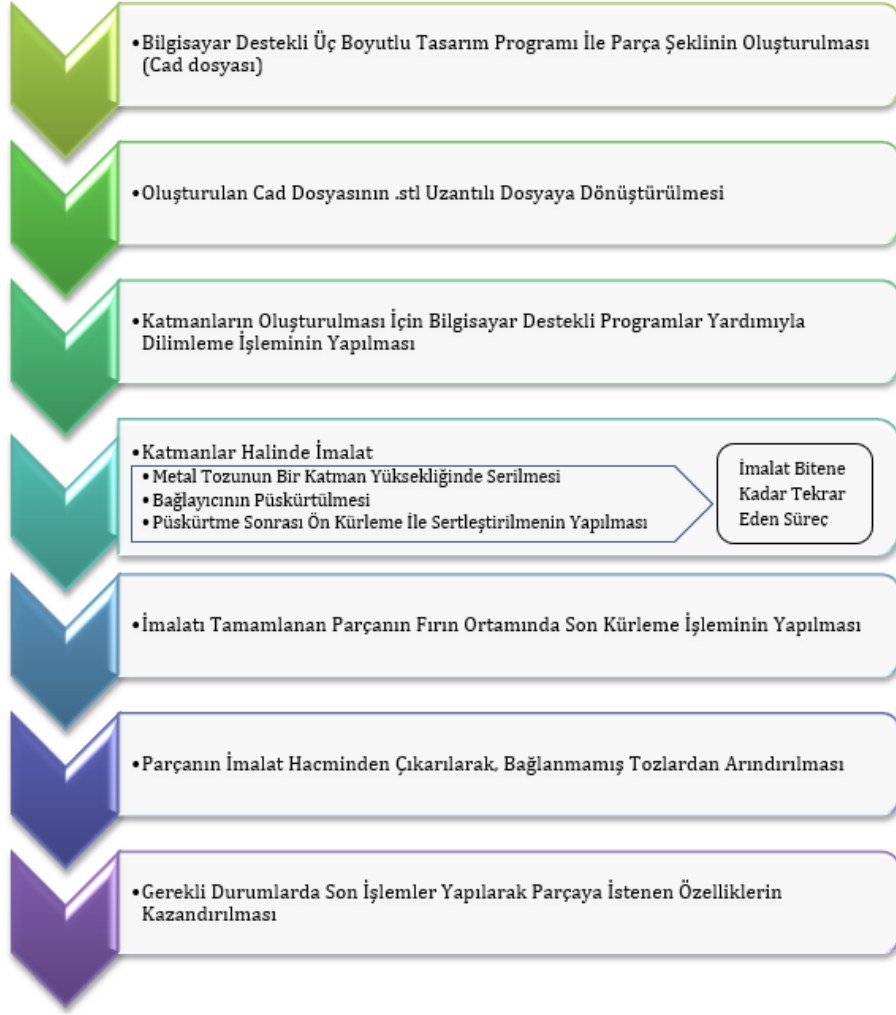 •Bilgisayar Destekli Üç Boyutlu Tasarım Programı İle Parça Şeklinin Oluşturulması
(Cad dosyası)
•Oluşturulan Cad Dosyasının .stl Uzantılı Dosyaya Dönüştürülmesi
•Katmanların Oluşturulması İçin Bilgisayar Destekli Programlar Yardımıyla
Dilimleme İşleminin Yapılması
•Katmanlar Halinde İmalat
•Metal Tozunun Bir Katman Yüksekliğinde Serilmesi
•Bağlayıcının Püskürtülmesi
•Püskürtme Sonrası Ön Kürleme İle Sertleştirilmenin Yapılması
İmalat Bitene
Kadar Tekrar
Eden Süreç
•İmalatı Tamamlanan Parçanın Fırın Ortamında Son Kürleme İşleminin Yapılması
•Parçanın İmalat Hacminden Çıkarılarak, Bağlanmamış Tozlardan Arındırılması
•Gerekli Durumlarda Son İşlemler Yapılarak Parçaya İstenen Özelliklerin
Kazandırılması